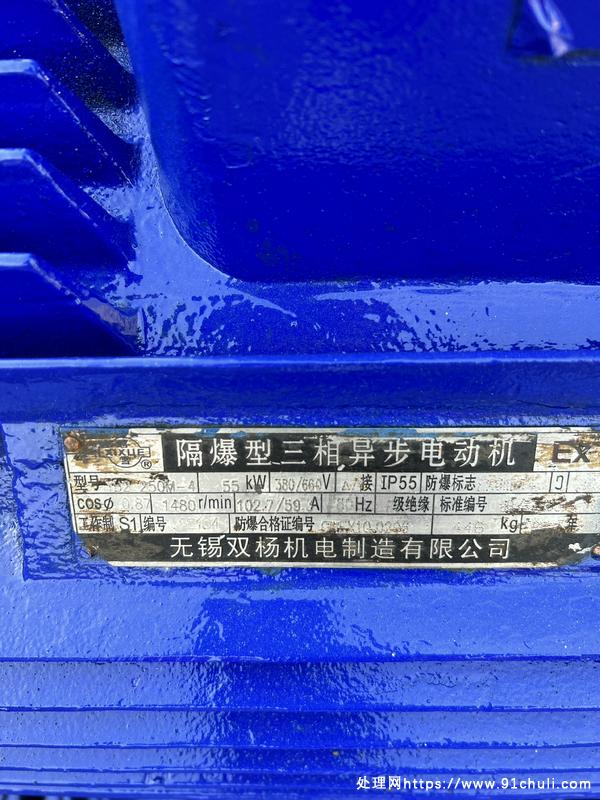 隔爆型三相异步电动机 Ex
型号 250M-4 55 kW 380/660 V 接 IP55 防爆标志
cosø 0.87 1480 r/min 102.7/59 A Hz 级绝缘 标准编号
工作制 S1 编号 防爆合格证编号 kg 年
无锡双杨机电制造有限公司
处理网https://www.91chuli.com